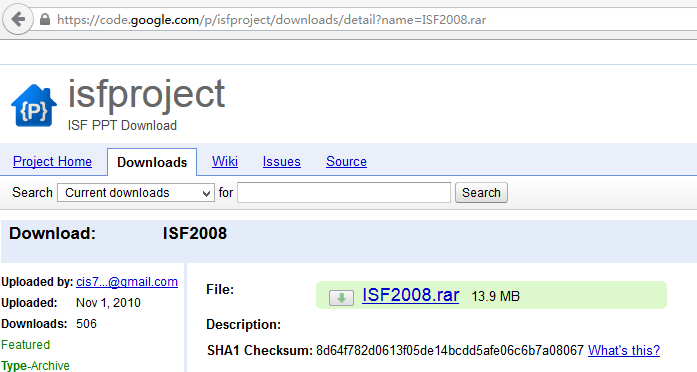 https://code.google.com/p/isfproject/downloads/detail?name=ISF2008.rar
{P}
isfproject
ISF PPT Download
Project Home Downloads Wiki Issues Source
Search Current downloads for Search
Download: ISF2008
Uploaded by: cis7...@gmail.com
Uploaded: Nov 1, 2010
Downloads: 506
Featured
Type-Archive
File: ISF2008.rar 13.9 MB
Description:
SHA1 Checksum: 8d64f782d0613f05de14bcdd5afe06c6b7a08067 What's this?